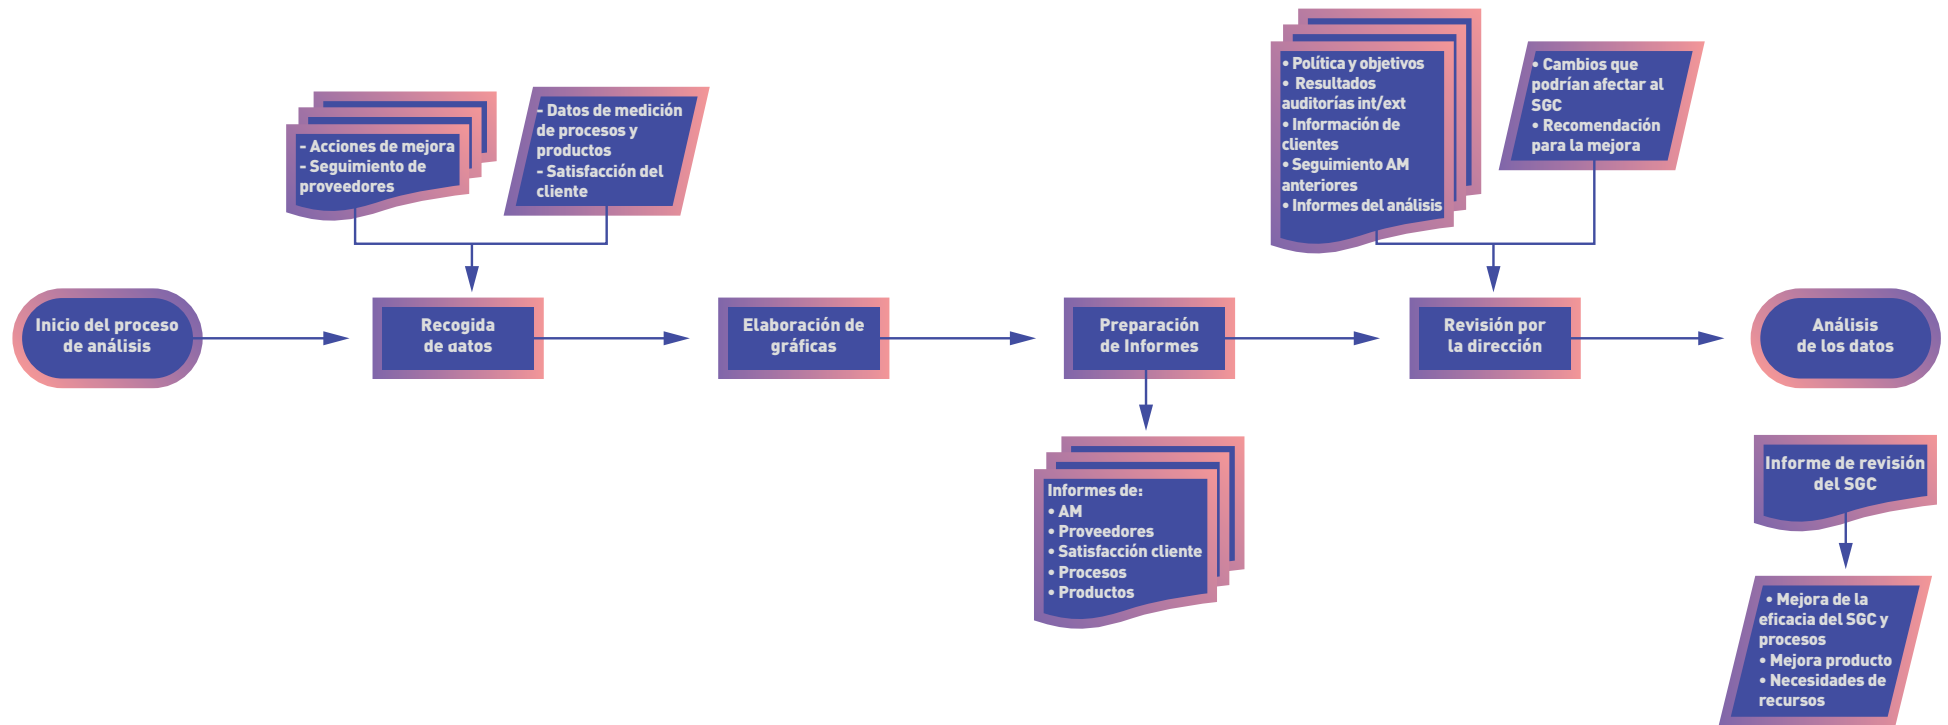 - Acciones de mejora
- Seguimiento de
proveedores
- Datos de medición
de procesos y
productos
- Satisfacción del
cliente
• Política y objetivos
• Resultados
auditorías int/ext
• Información de
clientes
• Seguimiento AM
anteriores
• Informes del análisis
• Cambios que
podrían afectar al
SGC
• Recomendación
para la mejora
Inicio del proceso
de análisis
Recogida
de datos
Elaboración de
gráficas
Preparación
de Informes
Revisión por
la dirección
Análisis
de los datos
Informes de:
• AM
• Proveedores
• Satisfacción cliente
• Procesos
• Productos
Informe de revisión
del SGC
• Mejora de la
eficacia del SGC y
procesos
• Mejora producto
• Necesidades de
recursos